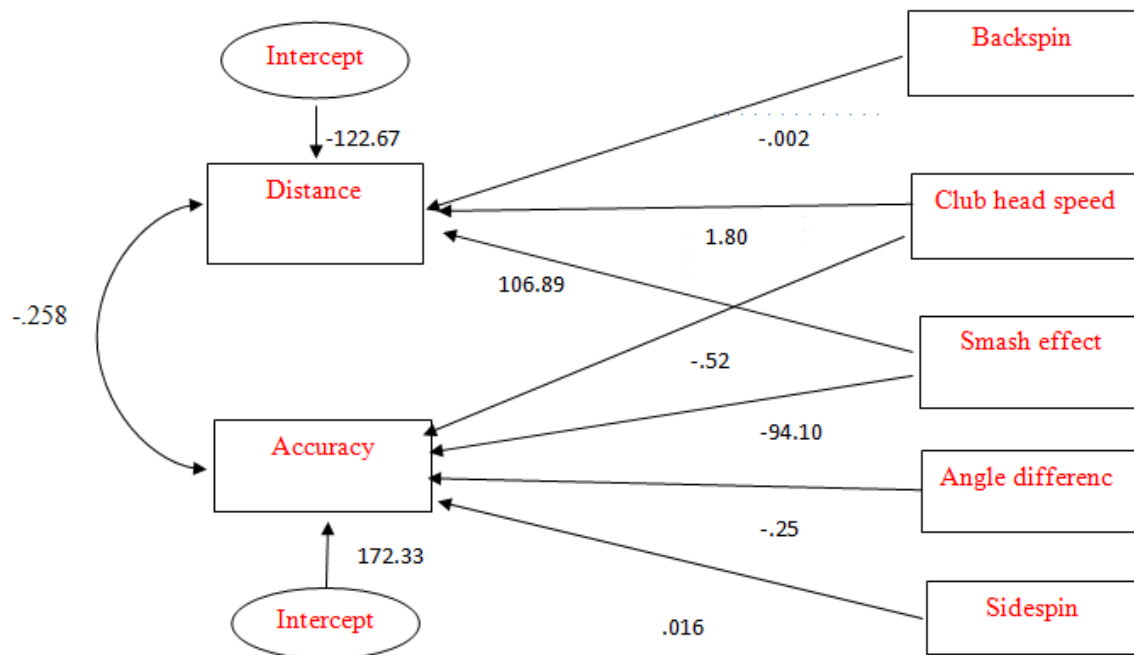 Backspin
Intercept
-122.67
-.002
Distance
Club head speed
1.80
106.89
-.258
Smash effect
-.52
-94.10
Accuracy
Angle differenc
-.25
172.33
Intercept
.016
Sidespin